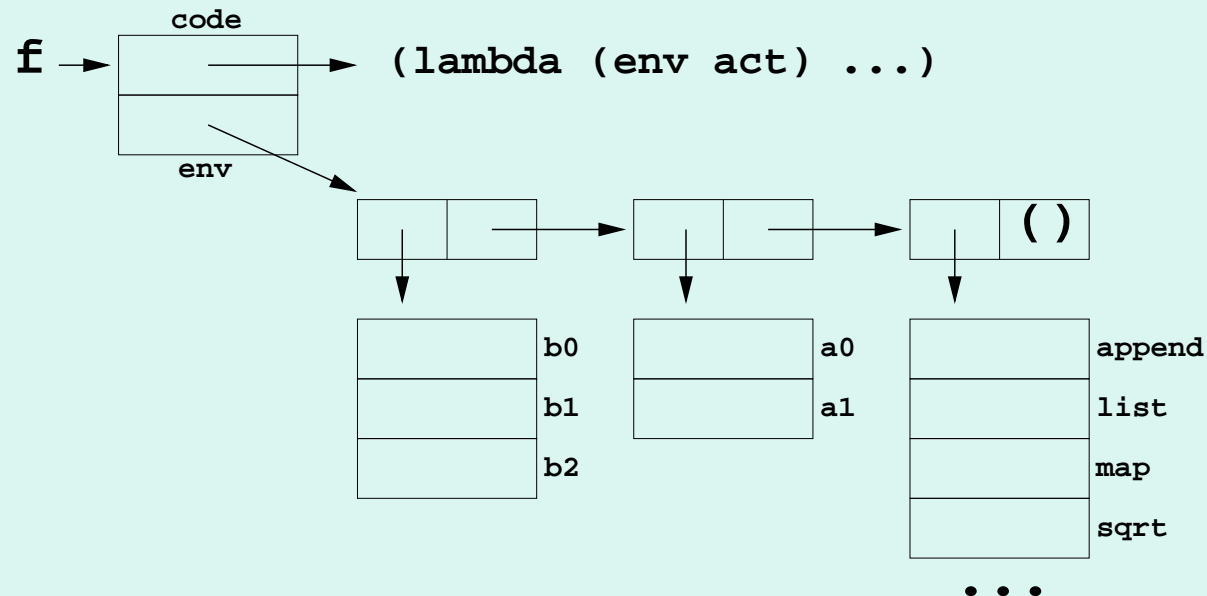 code
f (lambda (env act) ...)
env
()
b0 a0 append
b1 a1 list
b2 map
sqrt
...